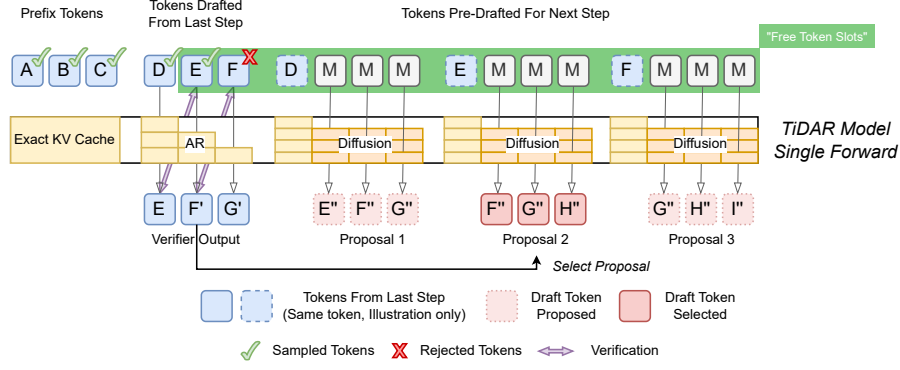 Prefix Tokens
Tokens Drafted
From Last Step
Tokens Pre-Drafted For Next Step
"Free Token Slots"
A B C D E F D M M M E M M M F M M M
Exact KV Cache
AR
Diffusion
Diffusion
Diffusion
TiDAR Model
Single Forward
E F' G' E" F" G" F" G" H" G" H" I"
Verifier Output
Proposal 1
Proposal 2
Proposal 3
Select Proposal
Tokens From Last Step
(Same token, Illustration only)
Draft Token
Proposed
Draft Token
Selected
Sampled Tokens
Rejected Tokens
Verification